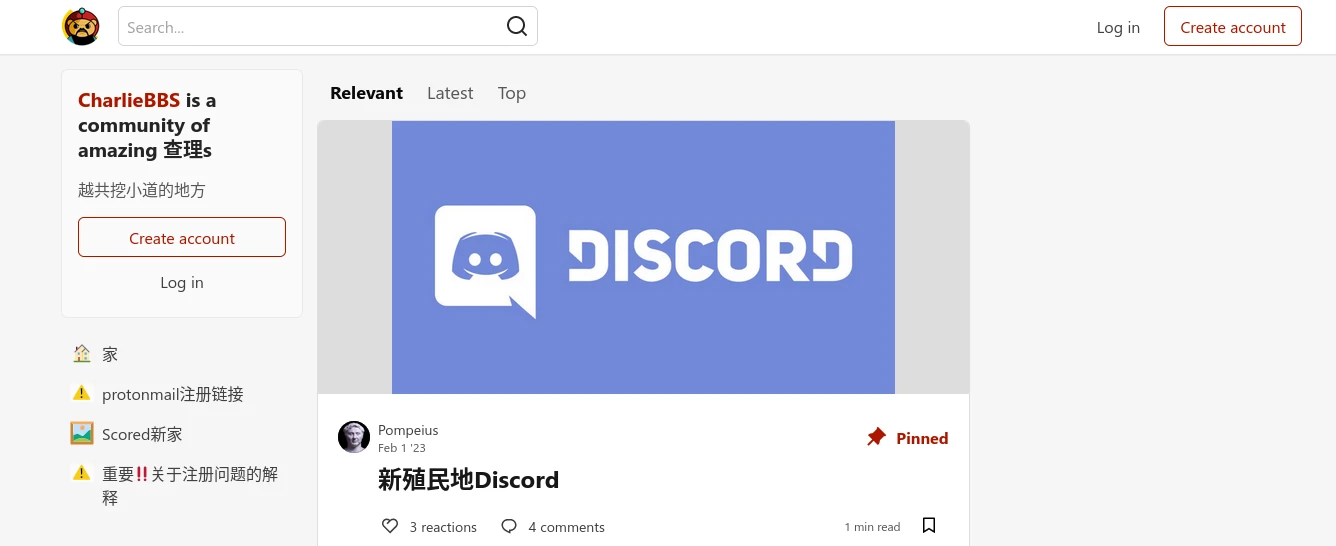 Search...
Log in
Create account
CharlieBBS is a
community of
amazing 查理s
越共挖小道的地方
Create account
Log in
家
protonmail注册链接
Scored新家
重要‼️关于注册问题的解
释
Relevant
Latest
Top
DISCORD
Pompeius
Feb 1 '23
Pinned
新殖民地Discord
3 reactions
4 comments
1 min read